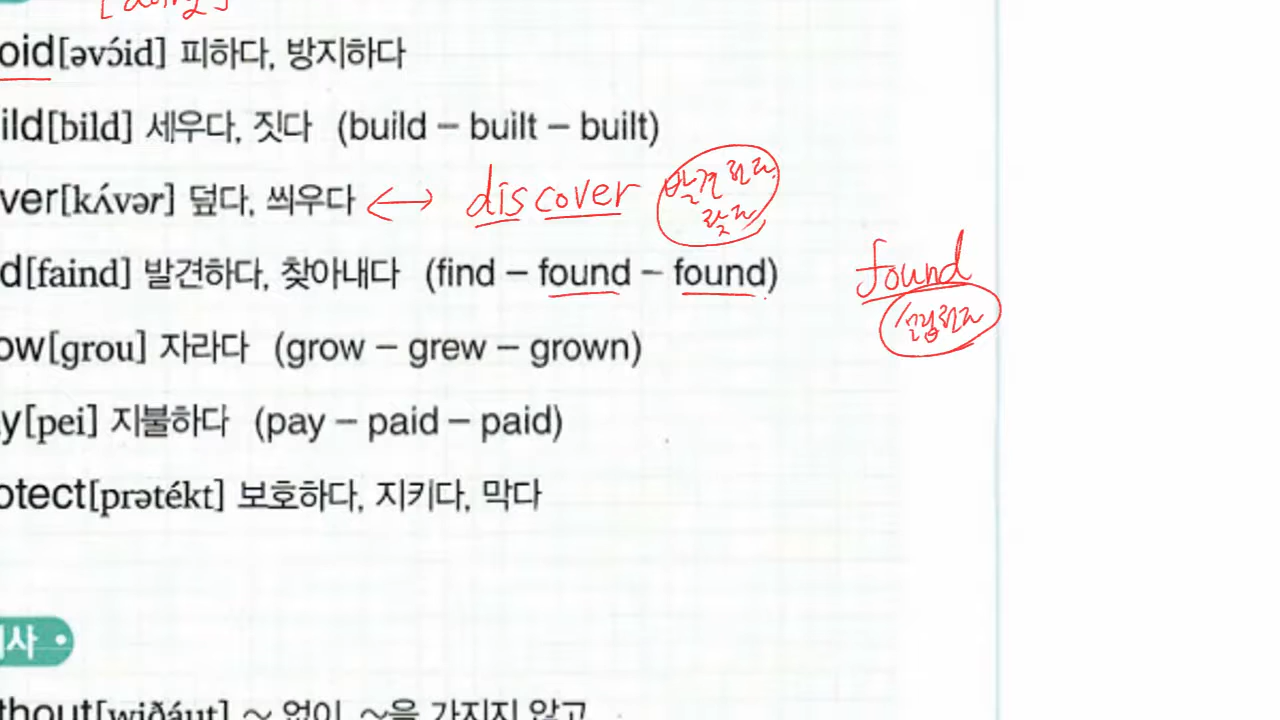 [doing]
oid[əvɔ́id] 피하다, 방지하다
ild[bild] 세우다, 짓다 (build – built – built)
ver[kʌ́vər] 덮다, 씌우다 ↔ discover 발견하다 찾다
d[faind] 발견하다, 찾아내다 (find – found – found) found
설립하다
ow[grou] 자라다 (grow – grew – grown)
y[pei] 지불하다 (pay – paid – paid)
otect[prətékt] 보호하다, 지키다, 막다
사
thout[wiðáut] ~ 없이, ~을 가지지 않고